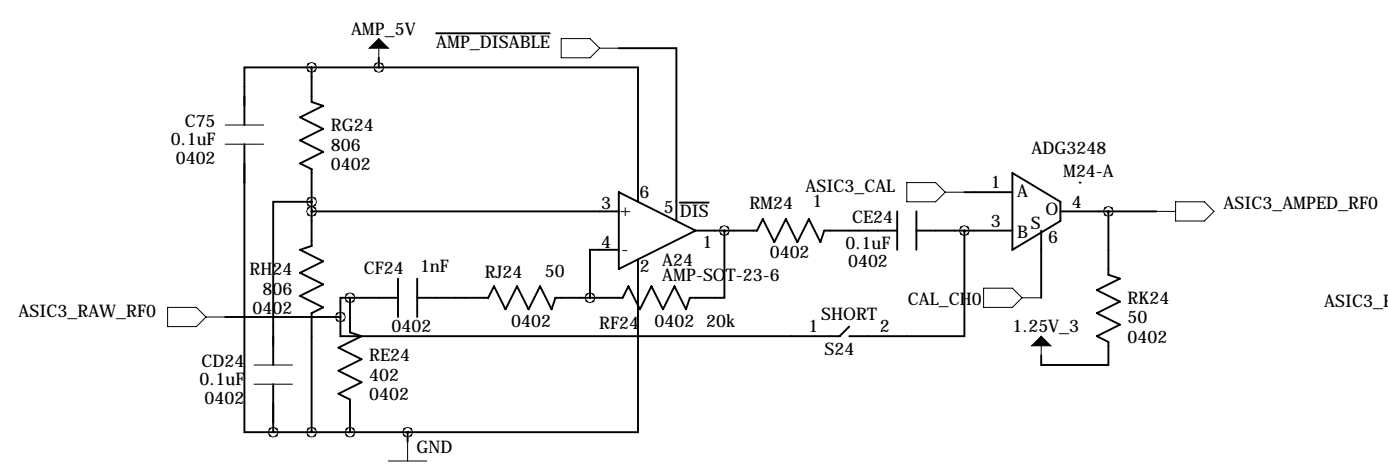 AMP_5V
AMP_DISABLE
C75
0.1uF
0402
RG24
806
0402
ADG3248
M24-A
ASIC3_CAL
1
A
O
4
ASIC3_AMPED_RF0
3
+
6
5
DIS
RM24
1
0402
CE24
0.1uF
0402
3
B
S
6
4
-
2
1
A24
AMP-SOT-23-6
RH24
806
0402
CF24
1nF
0402
RJ24
50
0402
RF24
0402
20k
CAL_CH0
RK24
50
0402
ASIC3_RAW_RF0
1
SHORT
2
S24
1.25V_3
CD24
0.1uF
0402
RE24
402
0402
GND